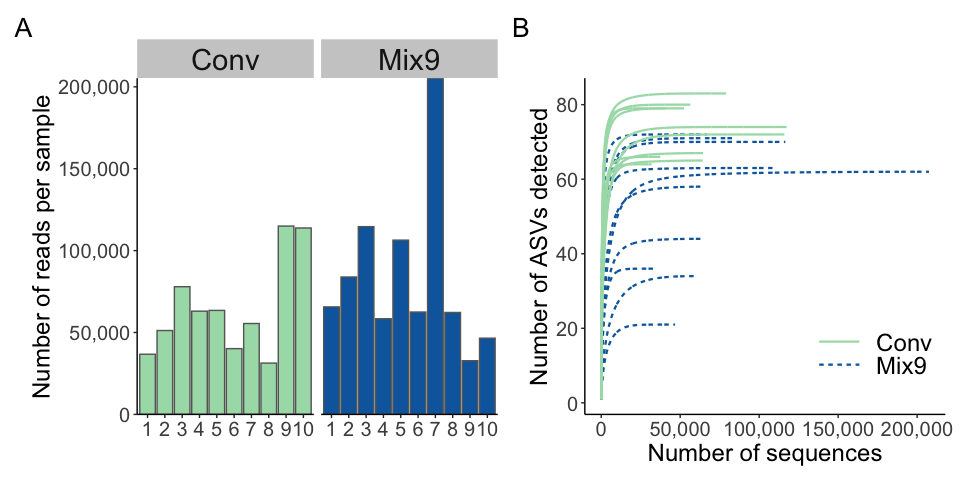 A
B
Conv
Mix9
Number of reads per sample
200,000
150,000
100,000
50,000
0
1 2 3 4 5 6 7 8 9 10
1 2 3 4 5 6 7 8 9 10
Number of ASVs detected
80
60
40
20
0
Conv
Mix9
0 50,000 100,000 150,000 200,000
Number of sequences